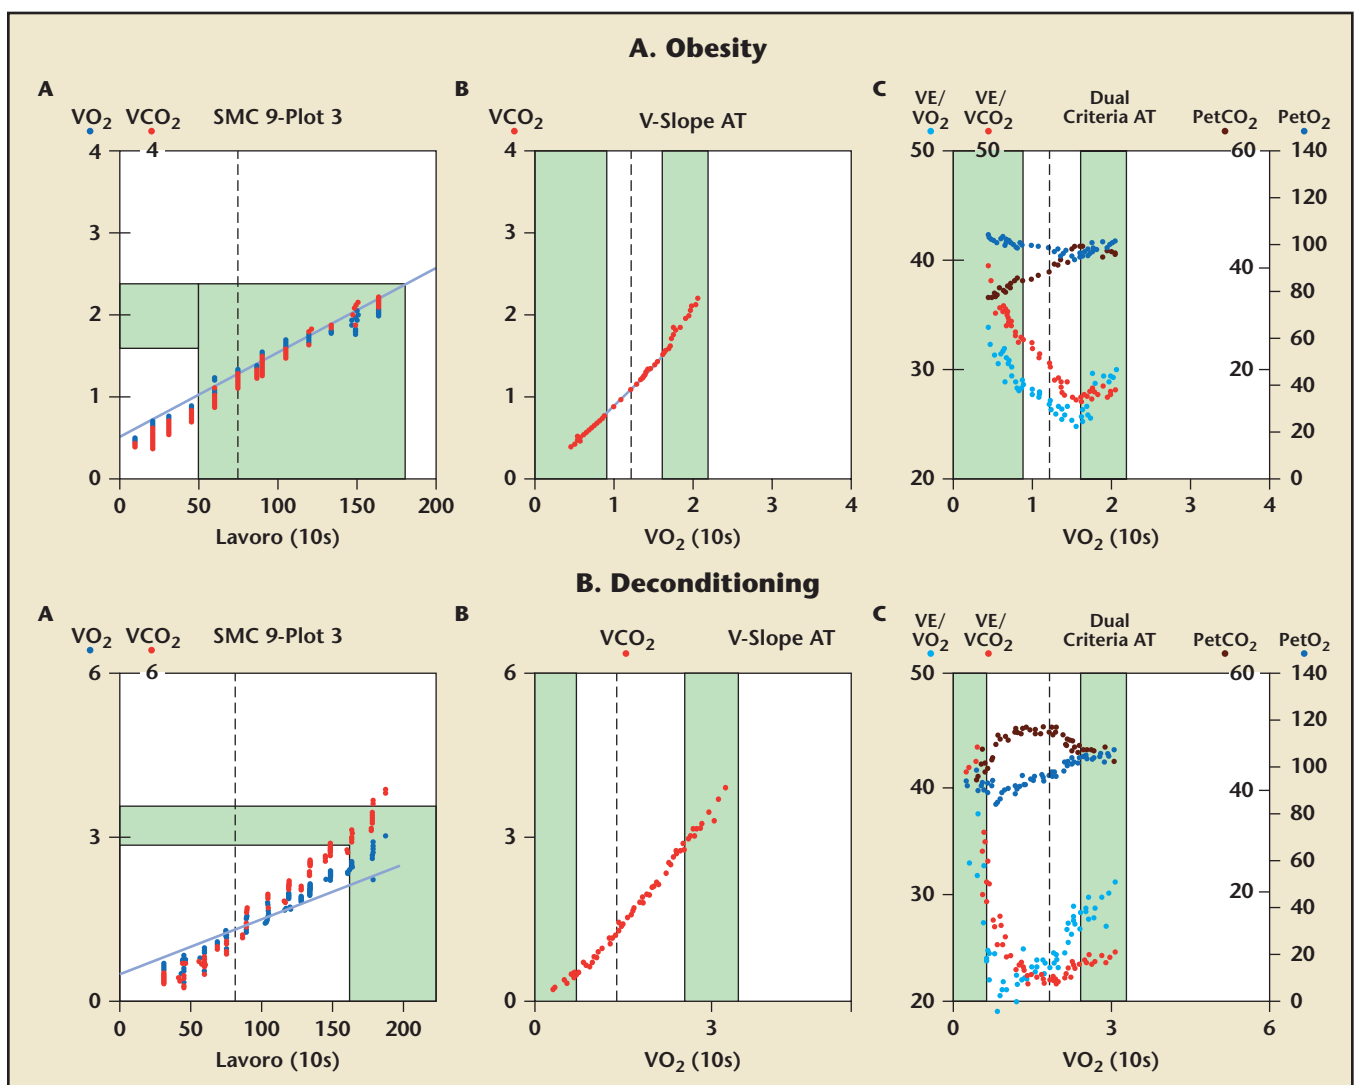 A. Obesity
A
VO2 VCO2 SMC 9-Plot 3
4 4
3
2
1
0
0 50 100 150 200
Lavoro (10s)
B
VCO2 V-Slope AT
4
3
2
1
0
0 1 2 3 4
VO2 (10s)
C
VE/ VE/ Dual
VO2 VCO2 Criteria AT PetCO2 PetO2
50 50 60 140
120
100
40 40
80
60
30 20
40
20
20 0
0 1 2 3 4
VO2 (10s)
B. Deconditioning
A
VO2 VCO2 SMC 9-Plot 3
6 6
3
0
0 50 100 150 200
Lavoro (10s)
B
VCO2 V-Slope AT
6
3
0
0 3
VO2 (10s)
C
VE/ VE/ Dual
VO2 VCO2 Criteria AT PetCO2 PetO2
50 60 140
120
100
40 40
80
60
30 20
40
20
20 0
0 3 6
VO2 (10s)